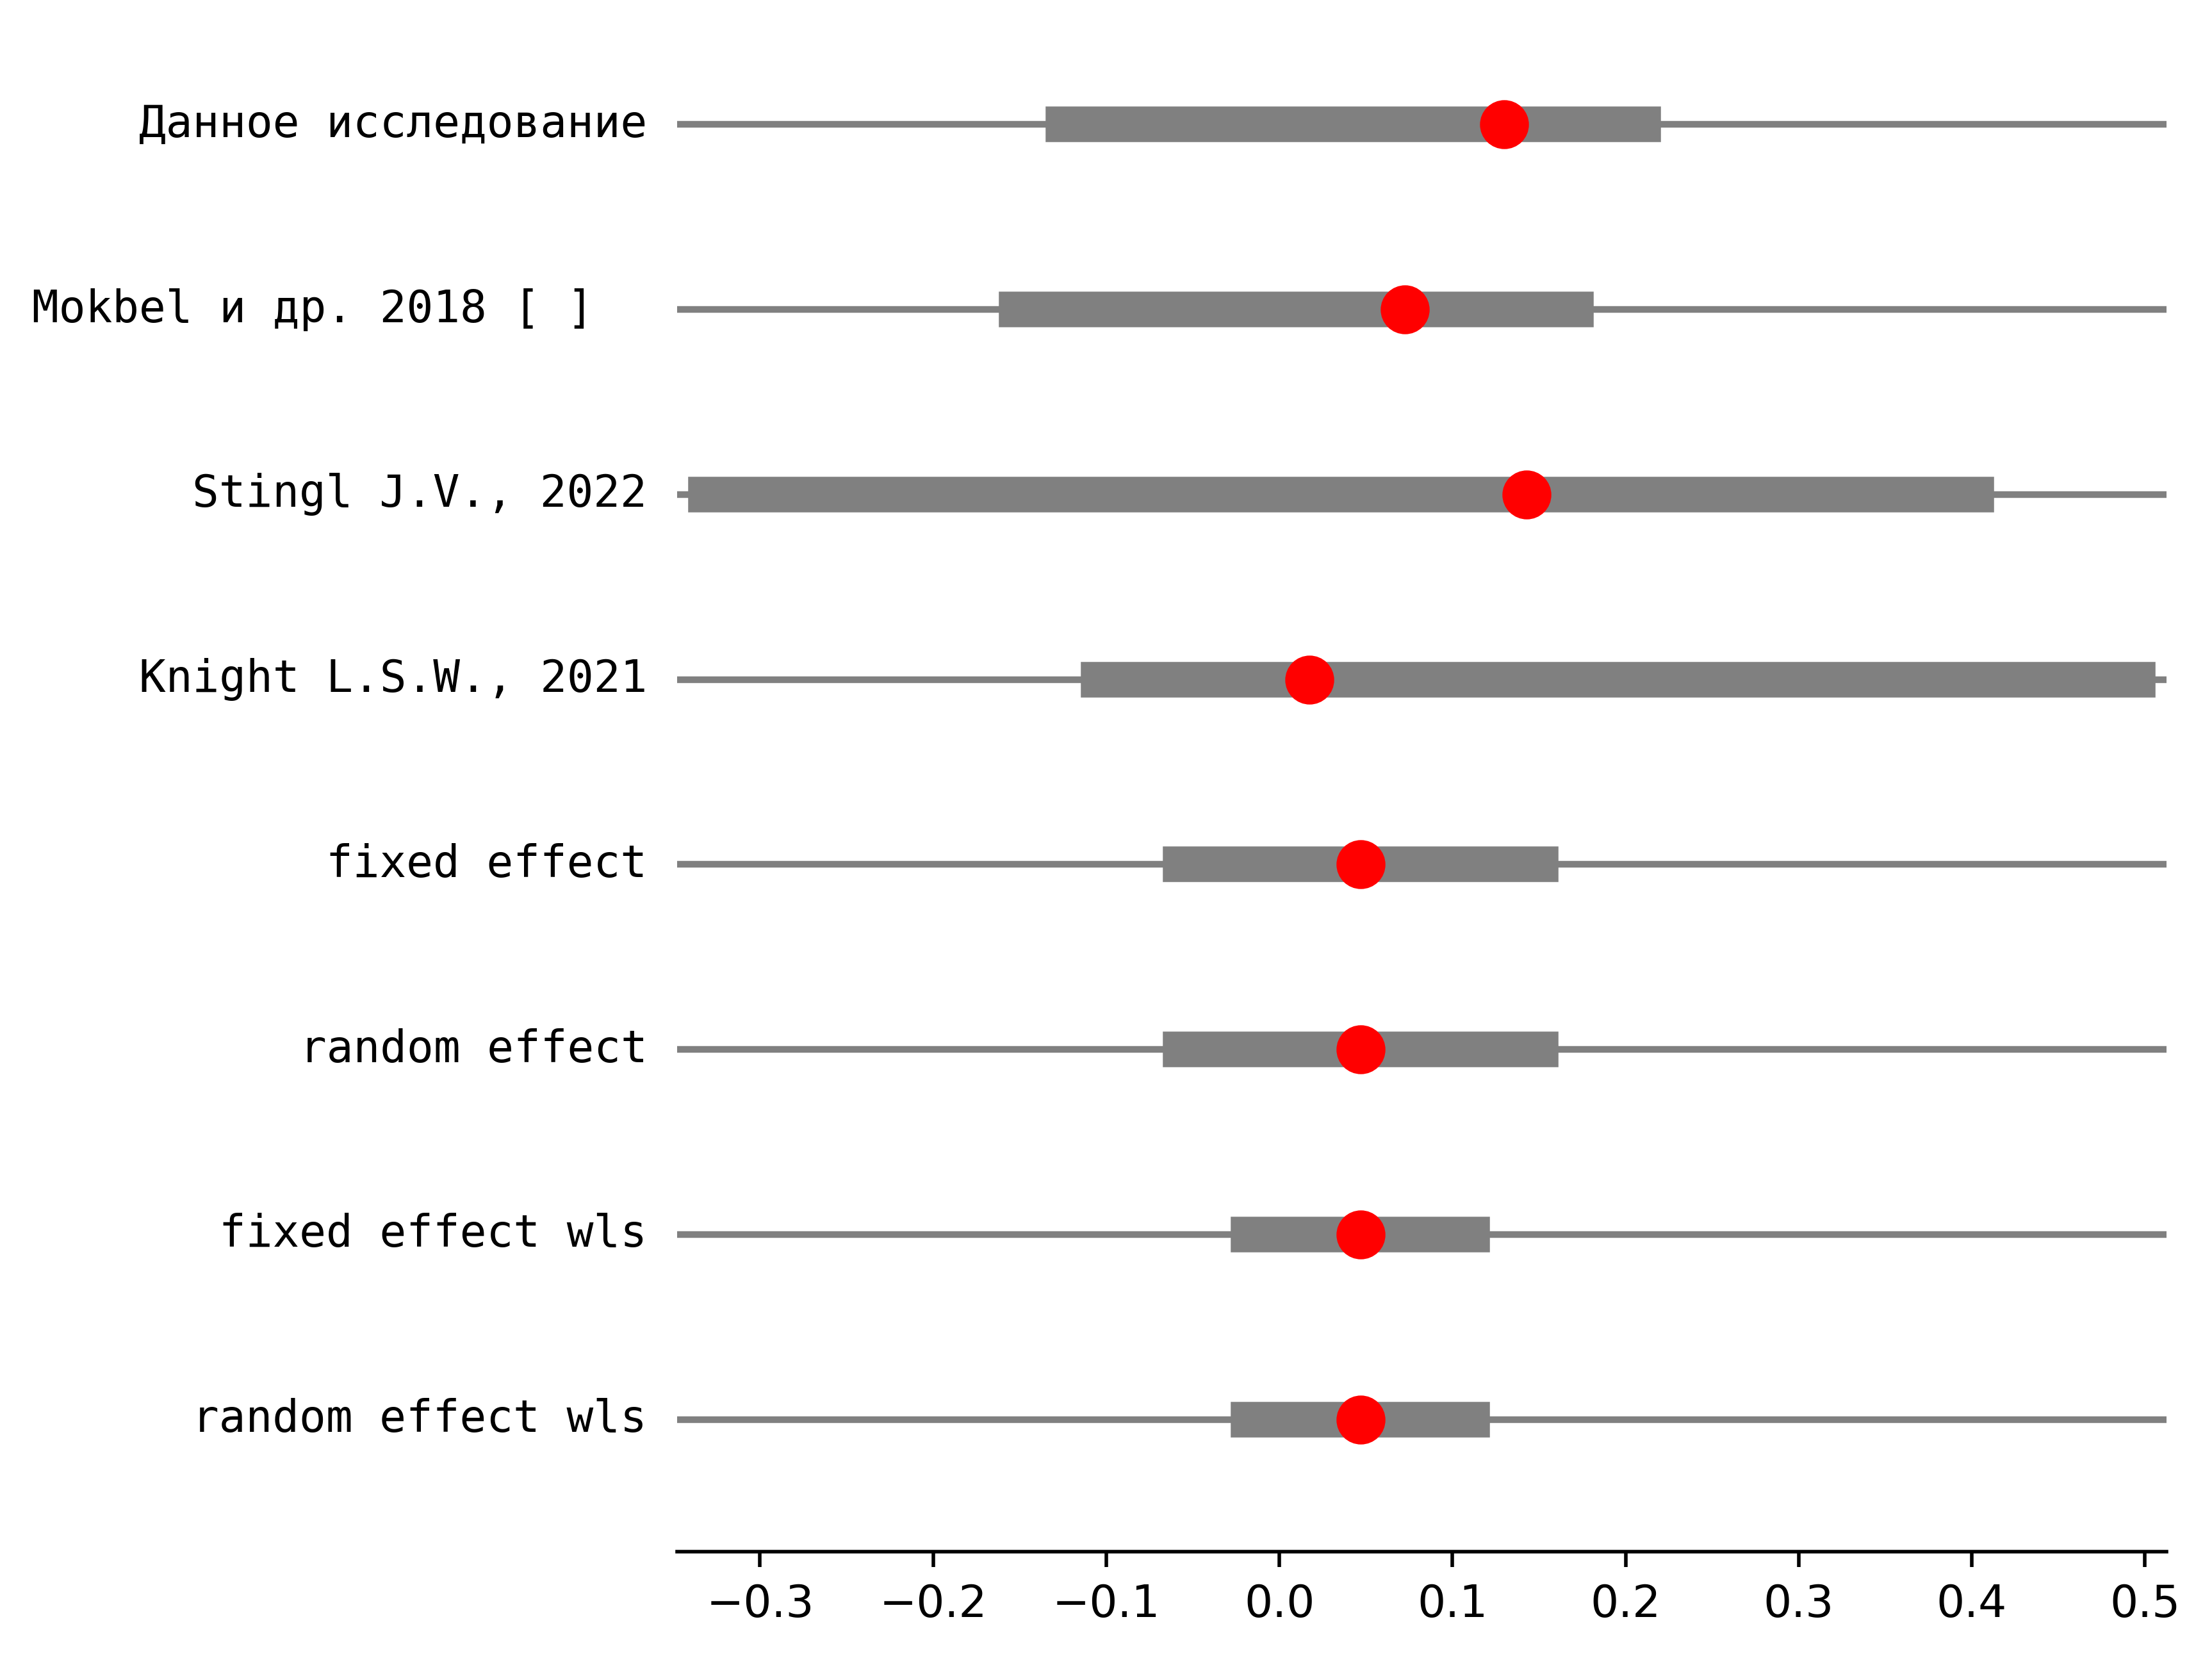 Данное исследование
Mokbel и др. 2018 [ ]
Stingl J.V., 2022
Knight L.S.W., 2021
fixed effect
random effect
fixed effect wls
random effect wls
−0.3 −0.2 −0.1 0.0 0.1 0.2 0.3 0.4 0.5